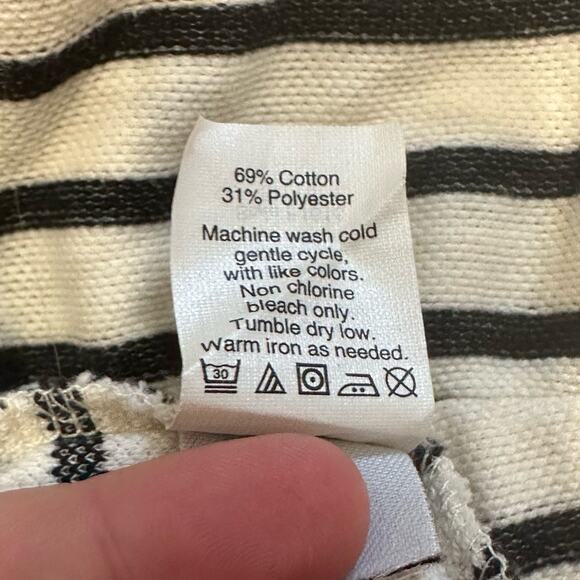 69% Cotton
31% Polyester
Machine wash cold
gentle cycle,
with like colors.
Non chlorine
bleach only.
Tumble dry low.
Warm iron as needed.
30